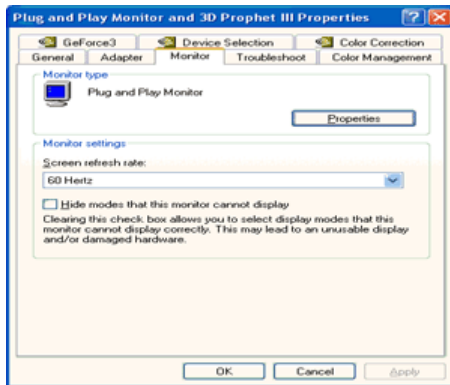 Plug and Play Monitor and 3D Prophet III Properties
GeForce3 Device Selection Color Correction
General Adapter Monitor Troubleshoot Color Management
Monitor type
Plug and Play Monitor
Properties
Monitor settings
Screen refresh rate:
60 Hertz
Hide modes that this monitor cannot display
Clearing this check box allows you to select display modes that this
monitor cannot display correctly. This may lead to an unusable display
and/or damaged hardware.
OK Cancel Apply